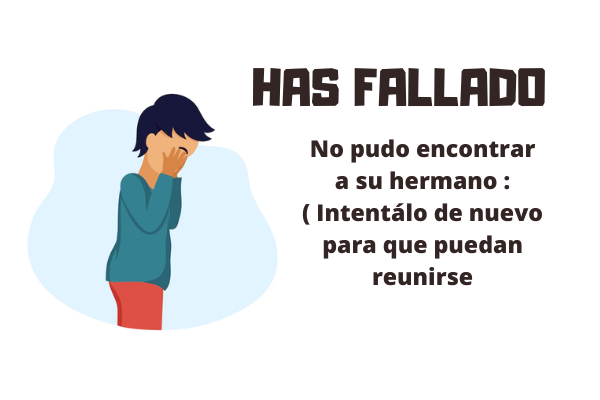 HAS FALLADO
No pudo encontrar
a su hermano :
( Intentálo de nuevo
para que puedan
reunirse